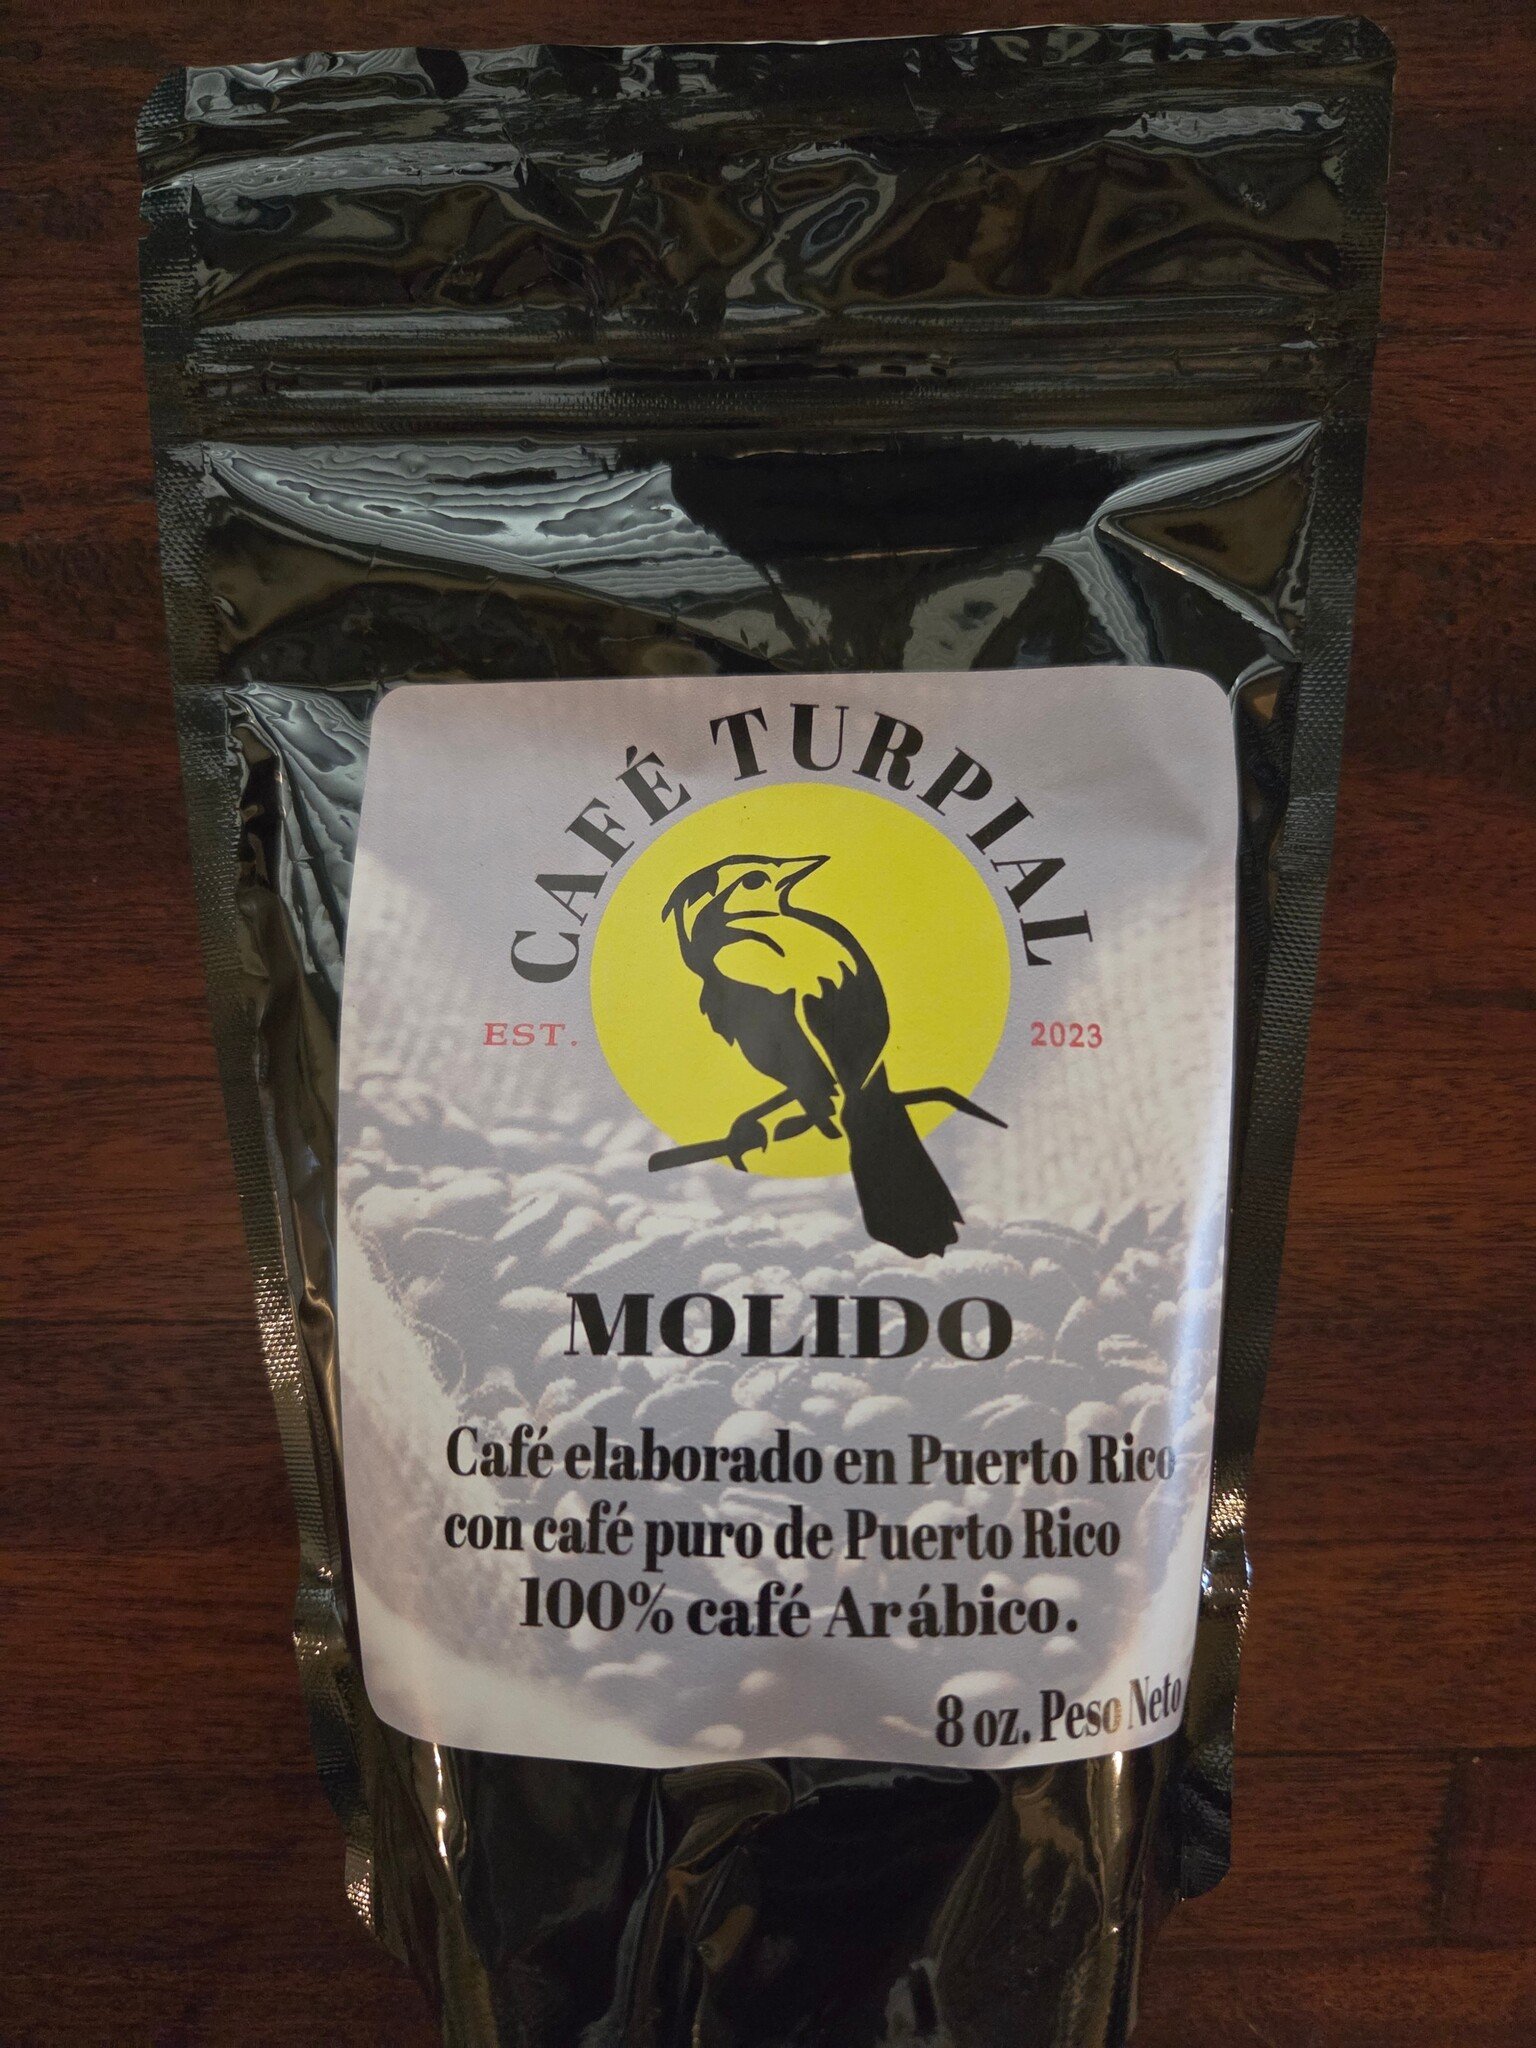 CAFÉ TURPIAL
EST. 2023
MOLIDO
Café elaborado en Puerto Rico
con café puro de Puerto Rico
100% café Arábico.
8 oz. Peso Neto